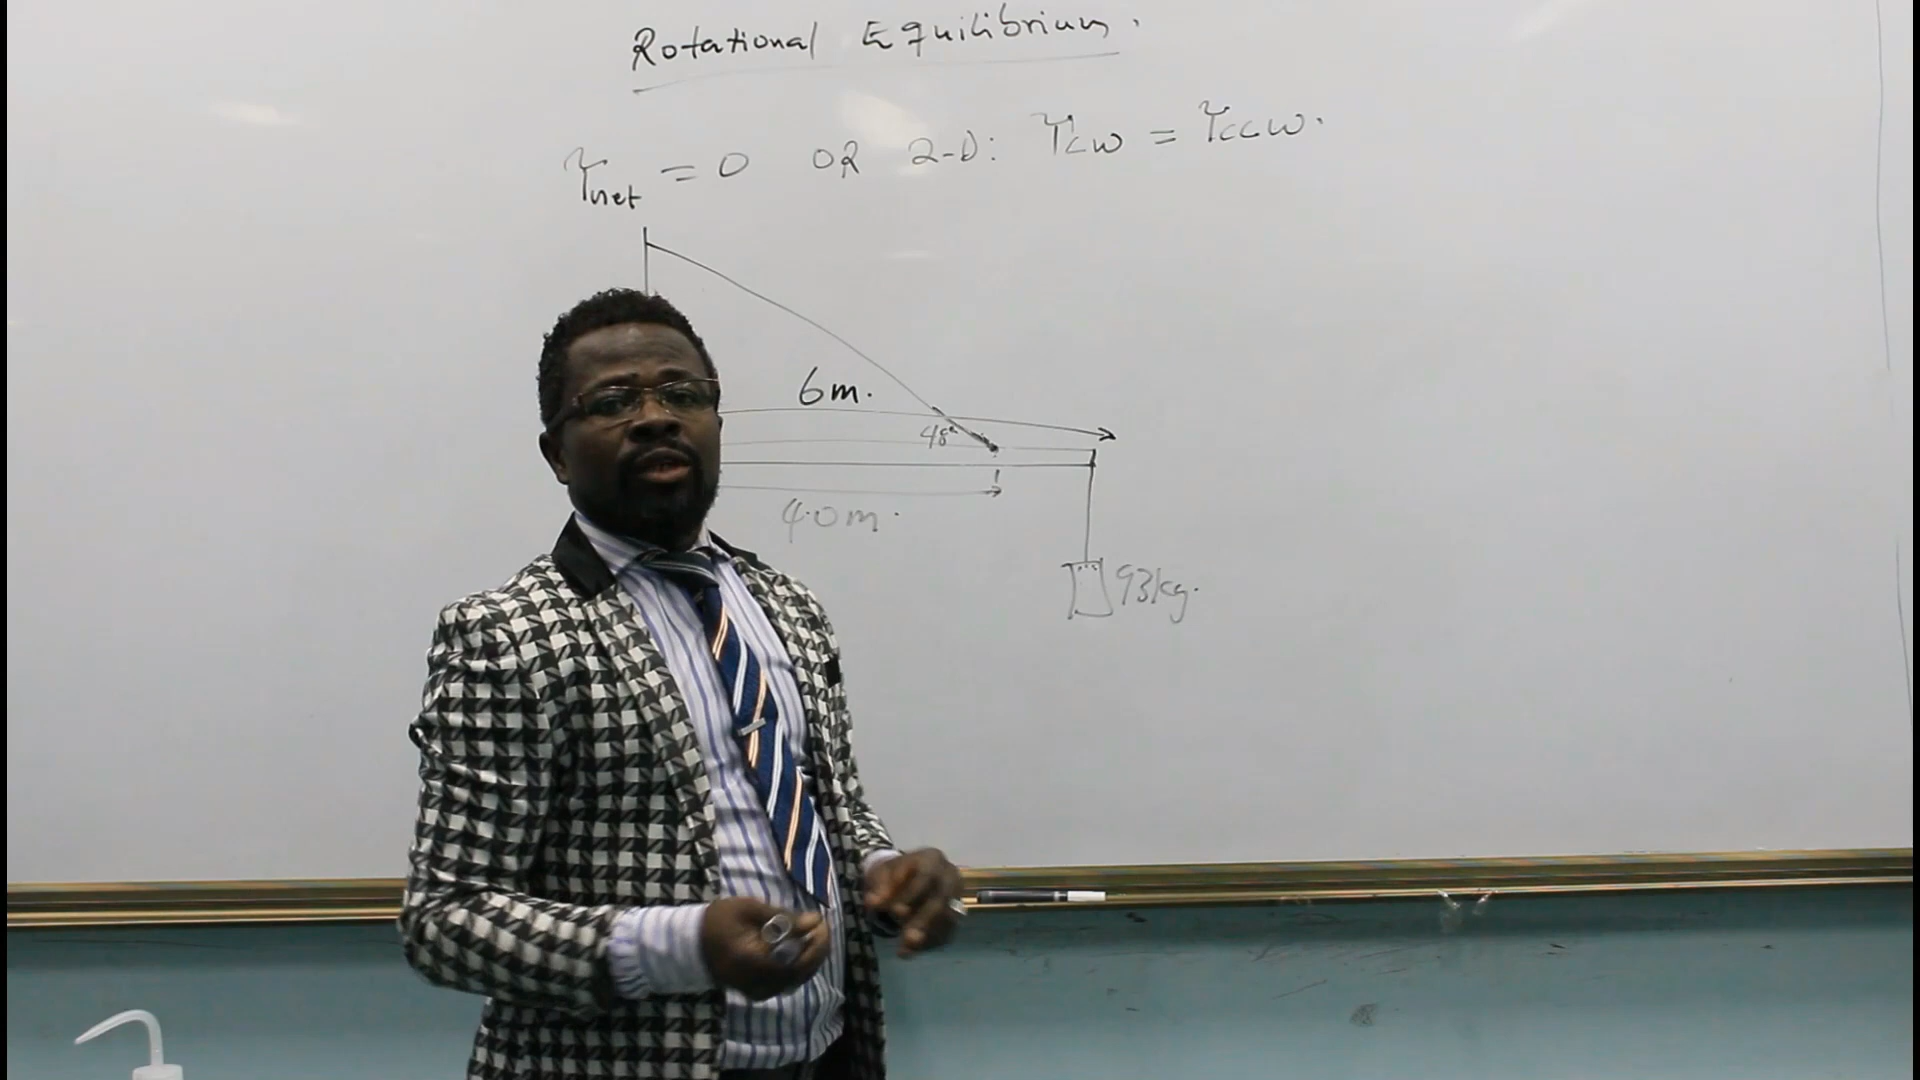 Rotational Equilibrium.
τnet = 0 OR 2-D: τcw = τccw.
6m.
48°
4.0m.
93kg.